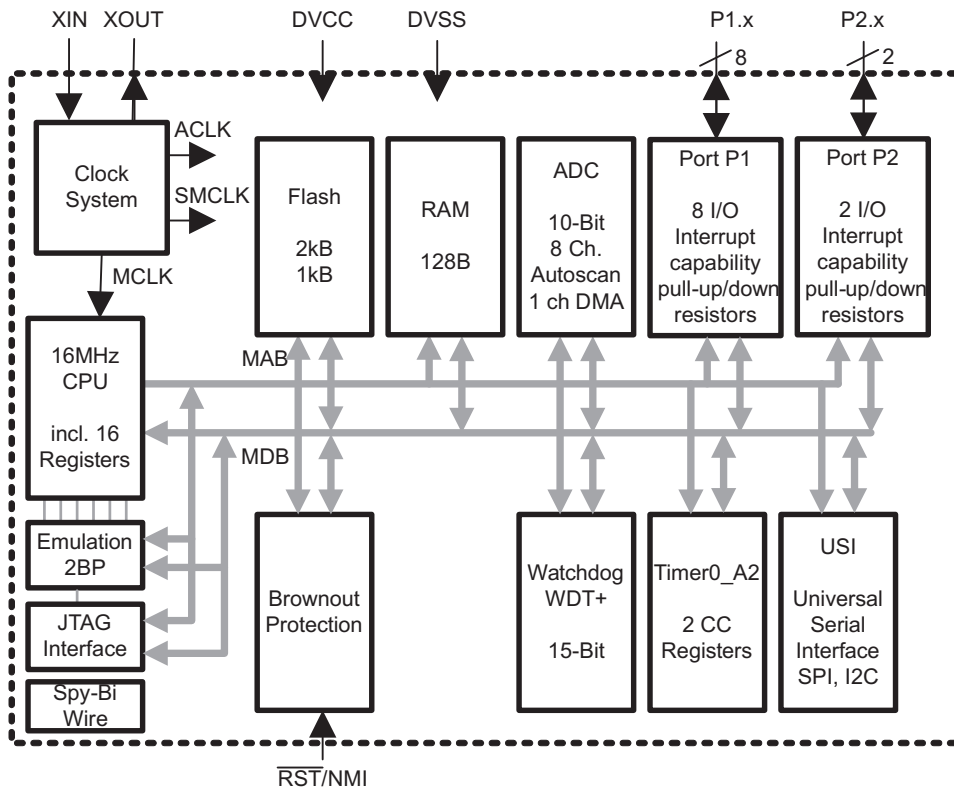 XIN XOUT DVCC DVSS P1.x P2.x
8 2
ACLK
Clock
System
SMCLK
MCLK
Flash
2kB
1kB
RAM
128B
ADC
10-Bit
8 Ch.
Autoscan
1 ch DMA
Port P1
8 I/O
Interrupt
capability
pull-up/down
resistors
Port P2
2 I/O
Interrupt
capability
pull-up/down
resistors
16MHz
CPU
incl. 16
Registers
MAB
MDB
Emulation
2BP
JTAG
Interface
Spy-Bi
Wire
Brownout
Protection
Watchdog
WDT+
15-Bit
Timer0_A2
2 CC
Registers
USI
Universal
Serial
Interface
SPI, I2C
RST/NMI